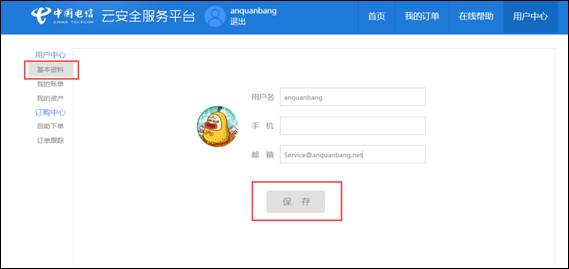 中国电信
CHINA TELECOM
云安全服务平台
anquanbang
退出
首页
我的订单
在线帮助
用户中心
用户中心
基本资料
我的账单
我的资产
订购中心
自助下单
订单跟踪
用户名
anquanbang
手 机
邮 箱
Service@anquanbang.net
保 存